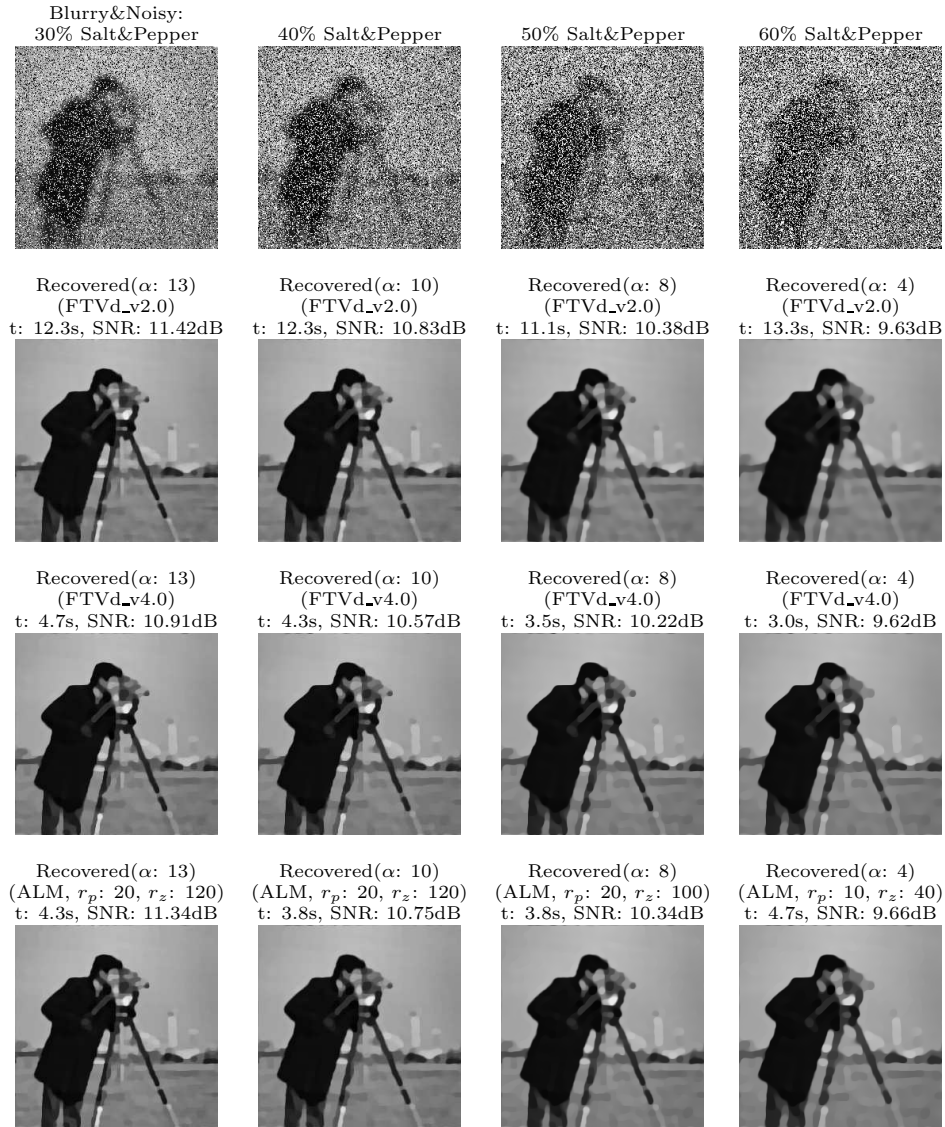 Blurry&Noisy:
30% Salt&Pepper
40% Salt&Pepper
50% Salt&Pepper
60% Salt&Pepper
Recovered(α: 13)
(FTVd_v2.0)
t: 12.3s, SNR: 11.42dB
Recovered(α: 10)
(FTVd_v2.0)
t: 12.3s, SNR: 10.83dB
Recovered(α: 8)
(FTVd_v2.0)
t: 11.1s, SNR: 10.38dB
Recovered(α: 4)
(FTVd_v2.0)
t: 13.3s, SNR: 9.63dB
Recovered(α: 13)
(FTVd_v4.0)
t: 4.7s, SNR: 10.91dB
Recovered(α: 10)
(FTVd_v4.0)
t: 4.3s, SNR: 10.57dB
Recovered(α: 8)
(FTVd_v4.0)
t: 3.5s, SNR: 10.22dB
Recovered(α: 4)
(FTVd_v4.0)
t: 3.0s, SNR: 9.62dB
Recovered(α: 13)
(ALM, r_p: 20, r_z: 120)
t: 4.3s, SNR: 11.34dB
Recovered(α: 10)
(ALM, r_p: 20, r_z: 120)
t: 3.8s, SNR: 10.75dB
Recovered(α: 8)
(ALM, r_p: 20, r_z: 100)
t: 3.8s, SNR: 10.34dB
Recovered(α: 4)
(ALM, r_p: 10, r_z: 40)
t: 4.7s, SNR: 9.66dB